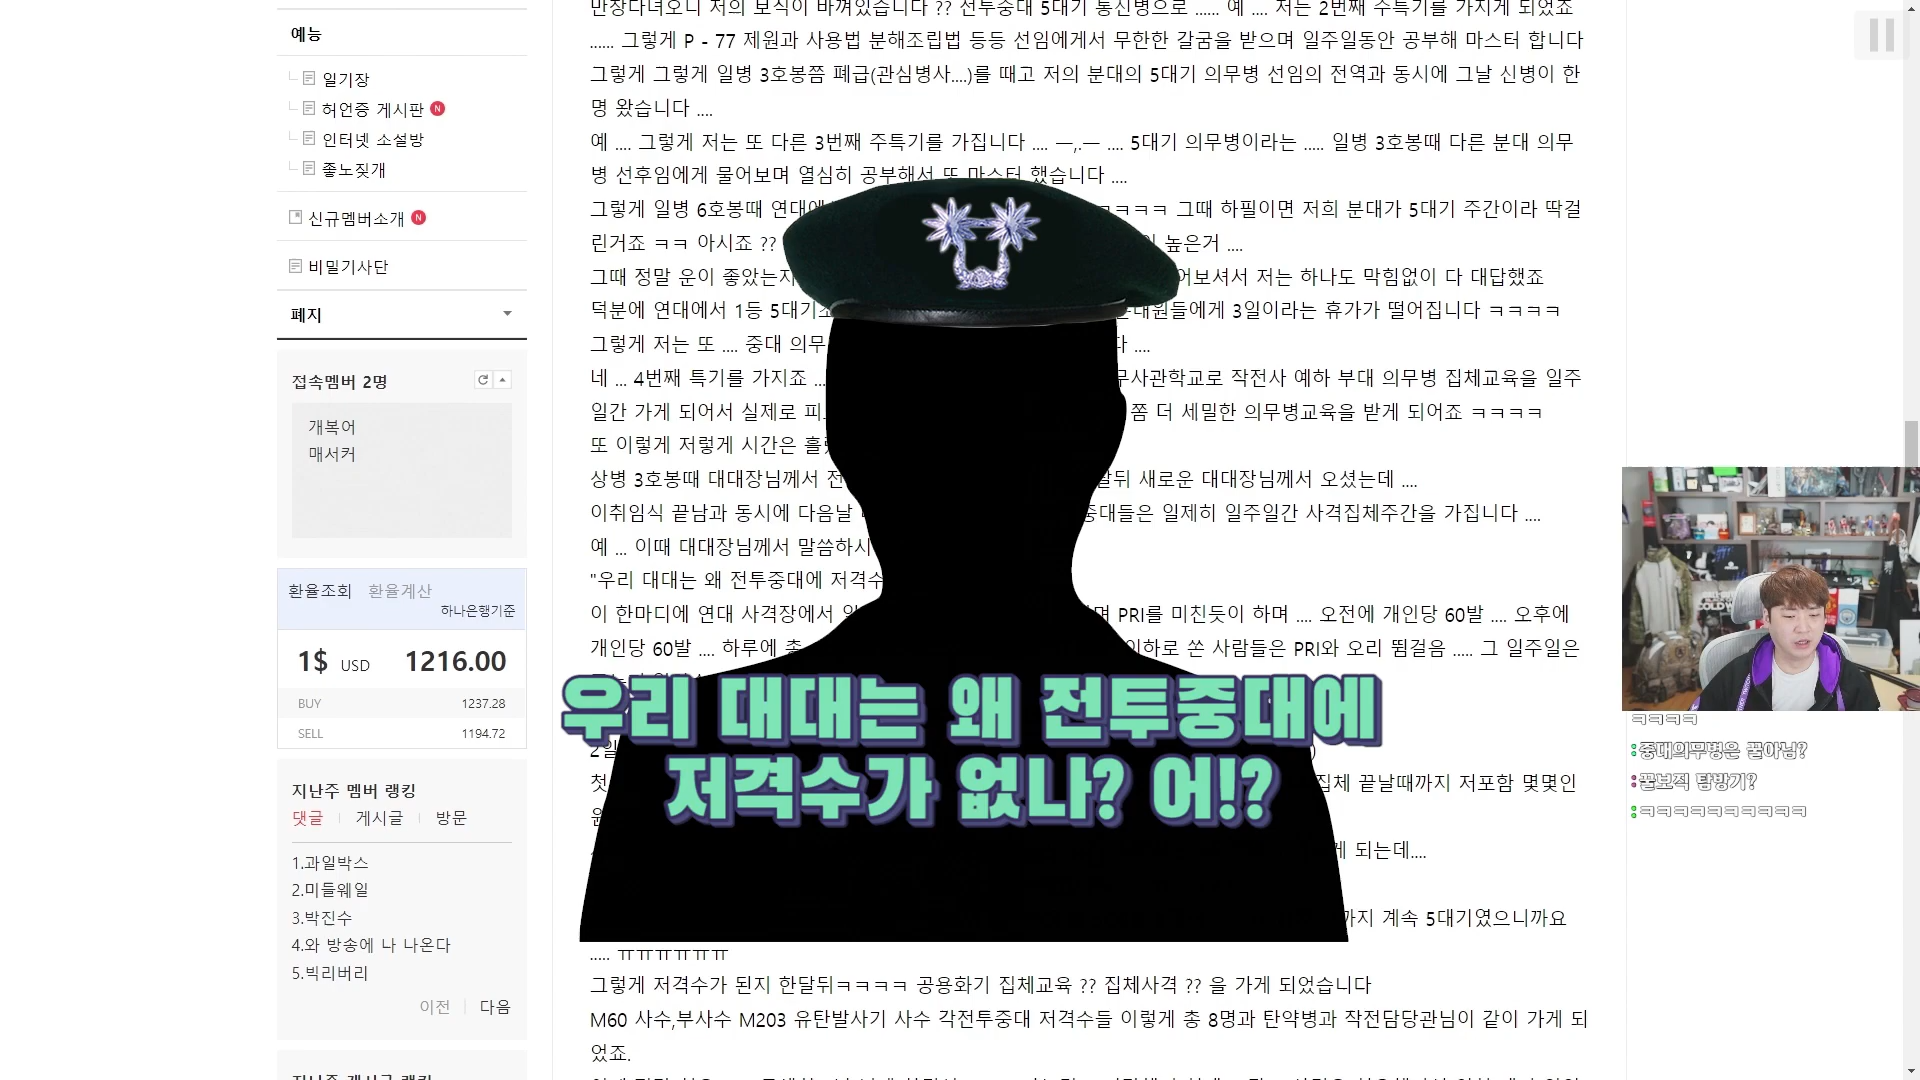 예능
일기장
허언증 게시판 N
인터넷 소설방
좋노짖개
신규멤버소개 N
비밀기사단
폐지
접속멤버 2명
개복어
매서커
환율조회 환율계산
하나은행기준
1$ USD 1216.00
BUY 1237.28
SELL 1194.72
지난주 멤버 랭킹
댓글 게시글 방문
1.과일박스
2.미들웨일
3.박진수
4.와 방송에 나 나온다
5.빅리버리
이전 다음
만창다녀오니 저의 보직이 바껴있습니다 ?? 전투중대 5대기 통신병으로 ...... 예 .... 저는 2번째 주특기를 가지게 되었죠
...... 그렇게 P - 77 제원과 사용법 분해조립법 등등 선임에게서 무한한 갈굼을 받으며 일주일동안 공부해 마스터 합니다
그렇게 그렇게 일병 3호봉쯤 폐급(관심병사....)를 때고 저의 분대의 5대기 의무병 선임의 전역과 동시에 그날 신병이 한
명 왔습니다 ....
예 .... 그렇게 저는 또 다른 3번째 주특기를 가집니다 .... ㅡ,.ㅡ .... 5대기 의무병이라는 ..... 일병 3호봉때 다른 분대 의무
병 선후임에게 물어보며 열심히 공부해서 또 마스터 했습니다 ....
그렇게 일병 6호봉때 연대에 ㅋㅋㅋㅋ 그때 하필이면 저희 분대가 5대기 주간이라 딱걸
린거죠 ㅋㅋ 아시죠 ?? 높은거 ....
그때 정말 운이 좋았는지 저는 하나도 막힘없이 다 대답했죠
덕분에 연대에서 1등 5대기 3일이라는 휴가가 떨어집니다 ㅋㅋㅋㅋ
그렇게 저는 또 .... 중대 의무 ....
네 ... 4번째 특기를 가지죠 ... 작전사 예하 부대 의무병 집체교육을 일주
일간 가게 되어서 실제로 쯤 더 세밀한 의무병교육을 받게 되어죠 ㅋㅋㅋㅋ
또 이렇게 저렇게 시간은
상병 3호봉때 대대장님께서 새로운 대대장님께서 오셨는데 ....
이취임식 끝남과 동시에 다음날 일제히 일주일간 사격집체주간을 가집니다 ....
예 ... 이때 대대장님께서 말씀하시
"우리 대대는 왜 전투중대에 저격수
이 한마디에 연대 사격장에서 PRI를 미친듯이 하며 .... 오전에 개인당 60발 .... 오후에
개인당 60발 .... 하루에 총 이하로 쏜 사람들은 PRI와 오리 뜀걸음 ..... 그 일주일은
우리 대대는 왜 전투중대에
저격수가 없나? 어!?
집체 끝날때까지 저포함 몇몇인
되는데....
계속 5대기였으니까요
..... ㅠㅠㅠㅠㅠㅠ
그렇게 저격수가 된지 한달뒤ㅋㅋㅋㅋ 공용화기 집체교육 ?? 집체사격 ?? 을 가게 되었습니다
M60 사수,부사수 M203 유탄발사기 사수 각전투중대 저격수들 이렇게 총 8명과 탄약병과 작전담당관님이 같이 가게 되
었죠.
ㅋㅋㅋㅋ
:중대의무병은 꿀아님?
:꿀보직 탐방기?
:ㅋㅋㅋㅋㅋㅋㅋㅋㅋㅋ